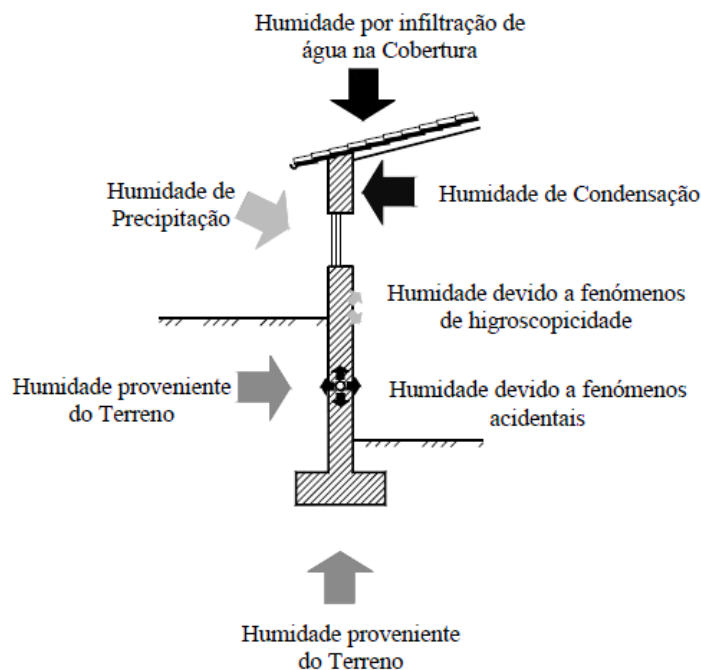 Humidade por infiltração de
água na Cobertura
Humidade de
Precipitação
Humidade de Condensação
Humidade devido a fenómenos
de higroscopicidade
Humidade proveniente
do Terreno
Humidade devido a fenómenos
acidentais
Humidade proveniente
do Terreno